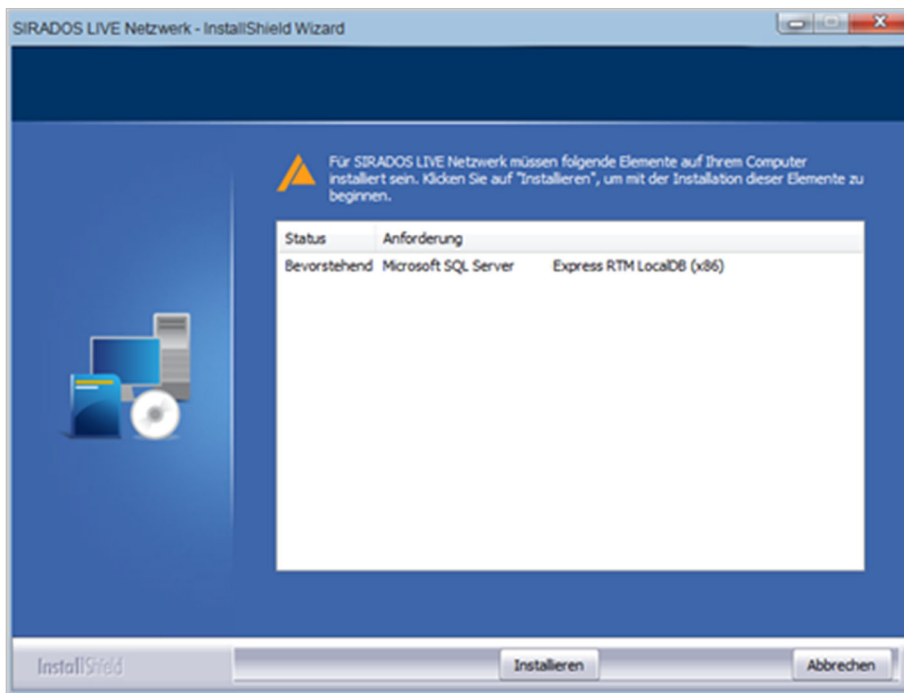 SIRADOS LIVE Netzwerk - InstallShield Wizard
Für SIRADOS LIVE Netzwerk müssen folgende Elemente auf Ihrem Computer
installiert sein. Klicken Sie auf "Installieren", um mit der Installation dieser Elemente zu
beginnen.
Status Anforderung
Bevorstehend Microsoft SQL Server Express RTM LocalDB (x86)
InstallShield
Installieren
Abbrechen